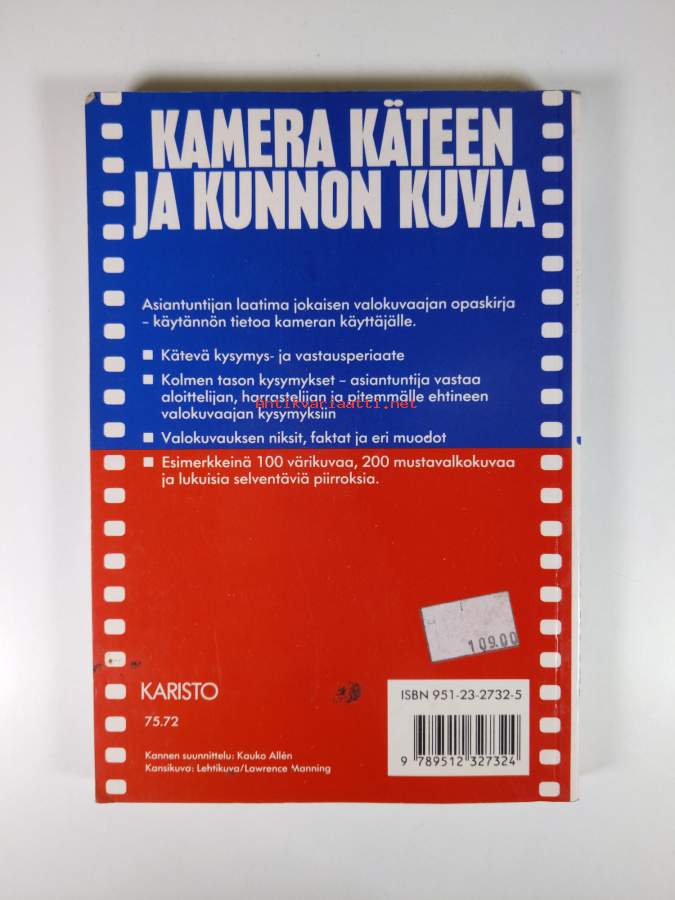 KAMERA KÄTEEN
JA KUNNON KUVIA
Asiantuntijan laatima jokaisen valokuvaajan opaskirja
– käytännön tietoa kameran käyttäjälle.
■ Kätevä kysymys- ja vastausperiaate
■ Kolmen tason kysymykset – asiantuntija vastaa
aloittelijan, harrastelijan ja pitemmälle ehtineen
Antikvariaatti.net
valokuvaajan kysymyksiin
■ Valokuvauksen niksit, faktat ja eri muodot
■ Esimerkkeinä 100 värikuvaa, 200 mustavalkokuvaa
ja lukuisia selventäviä piirroksia.
109.00
KARISTO
75.72
Kannen suunnittelu: Kauko Allén
Kansikuva: Lehtikuva/Lawrence Manning
ISBN 951-23-2732-5
9 789512 327324